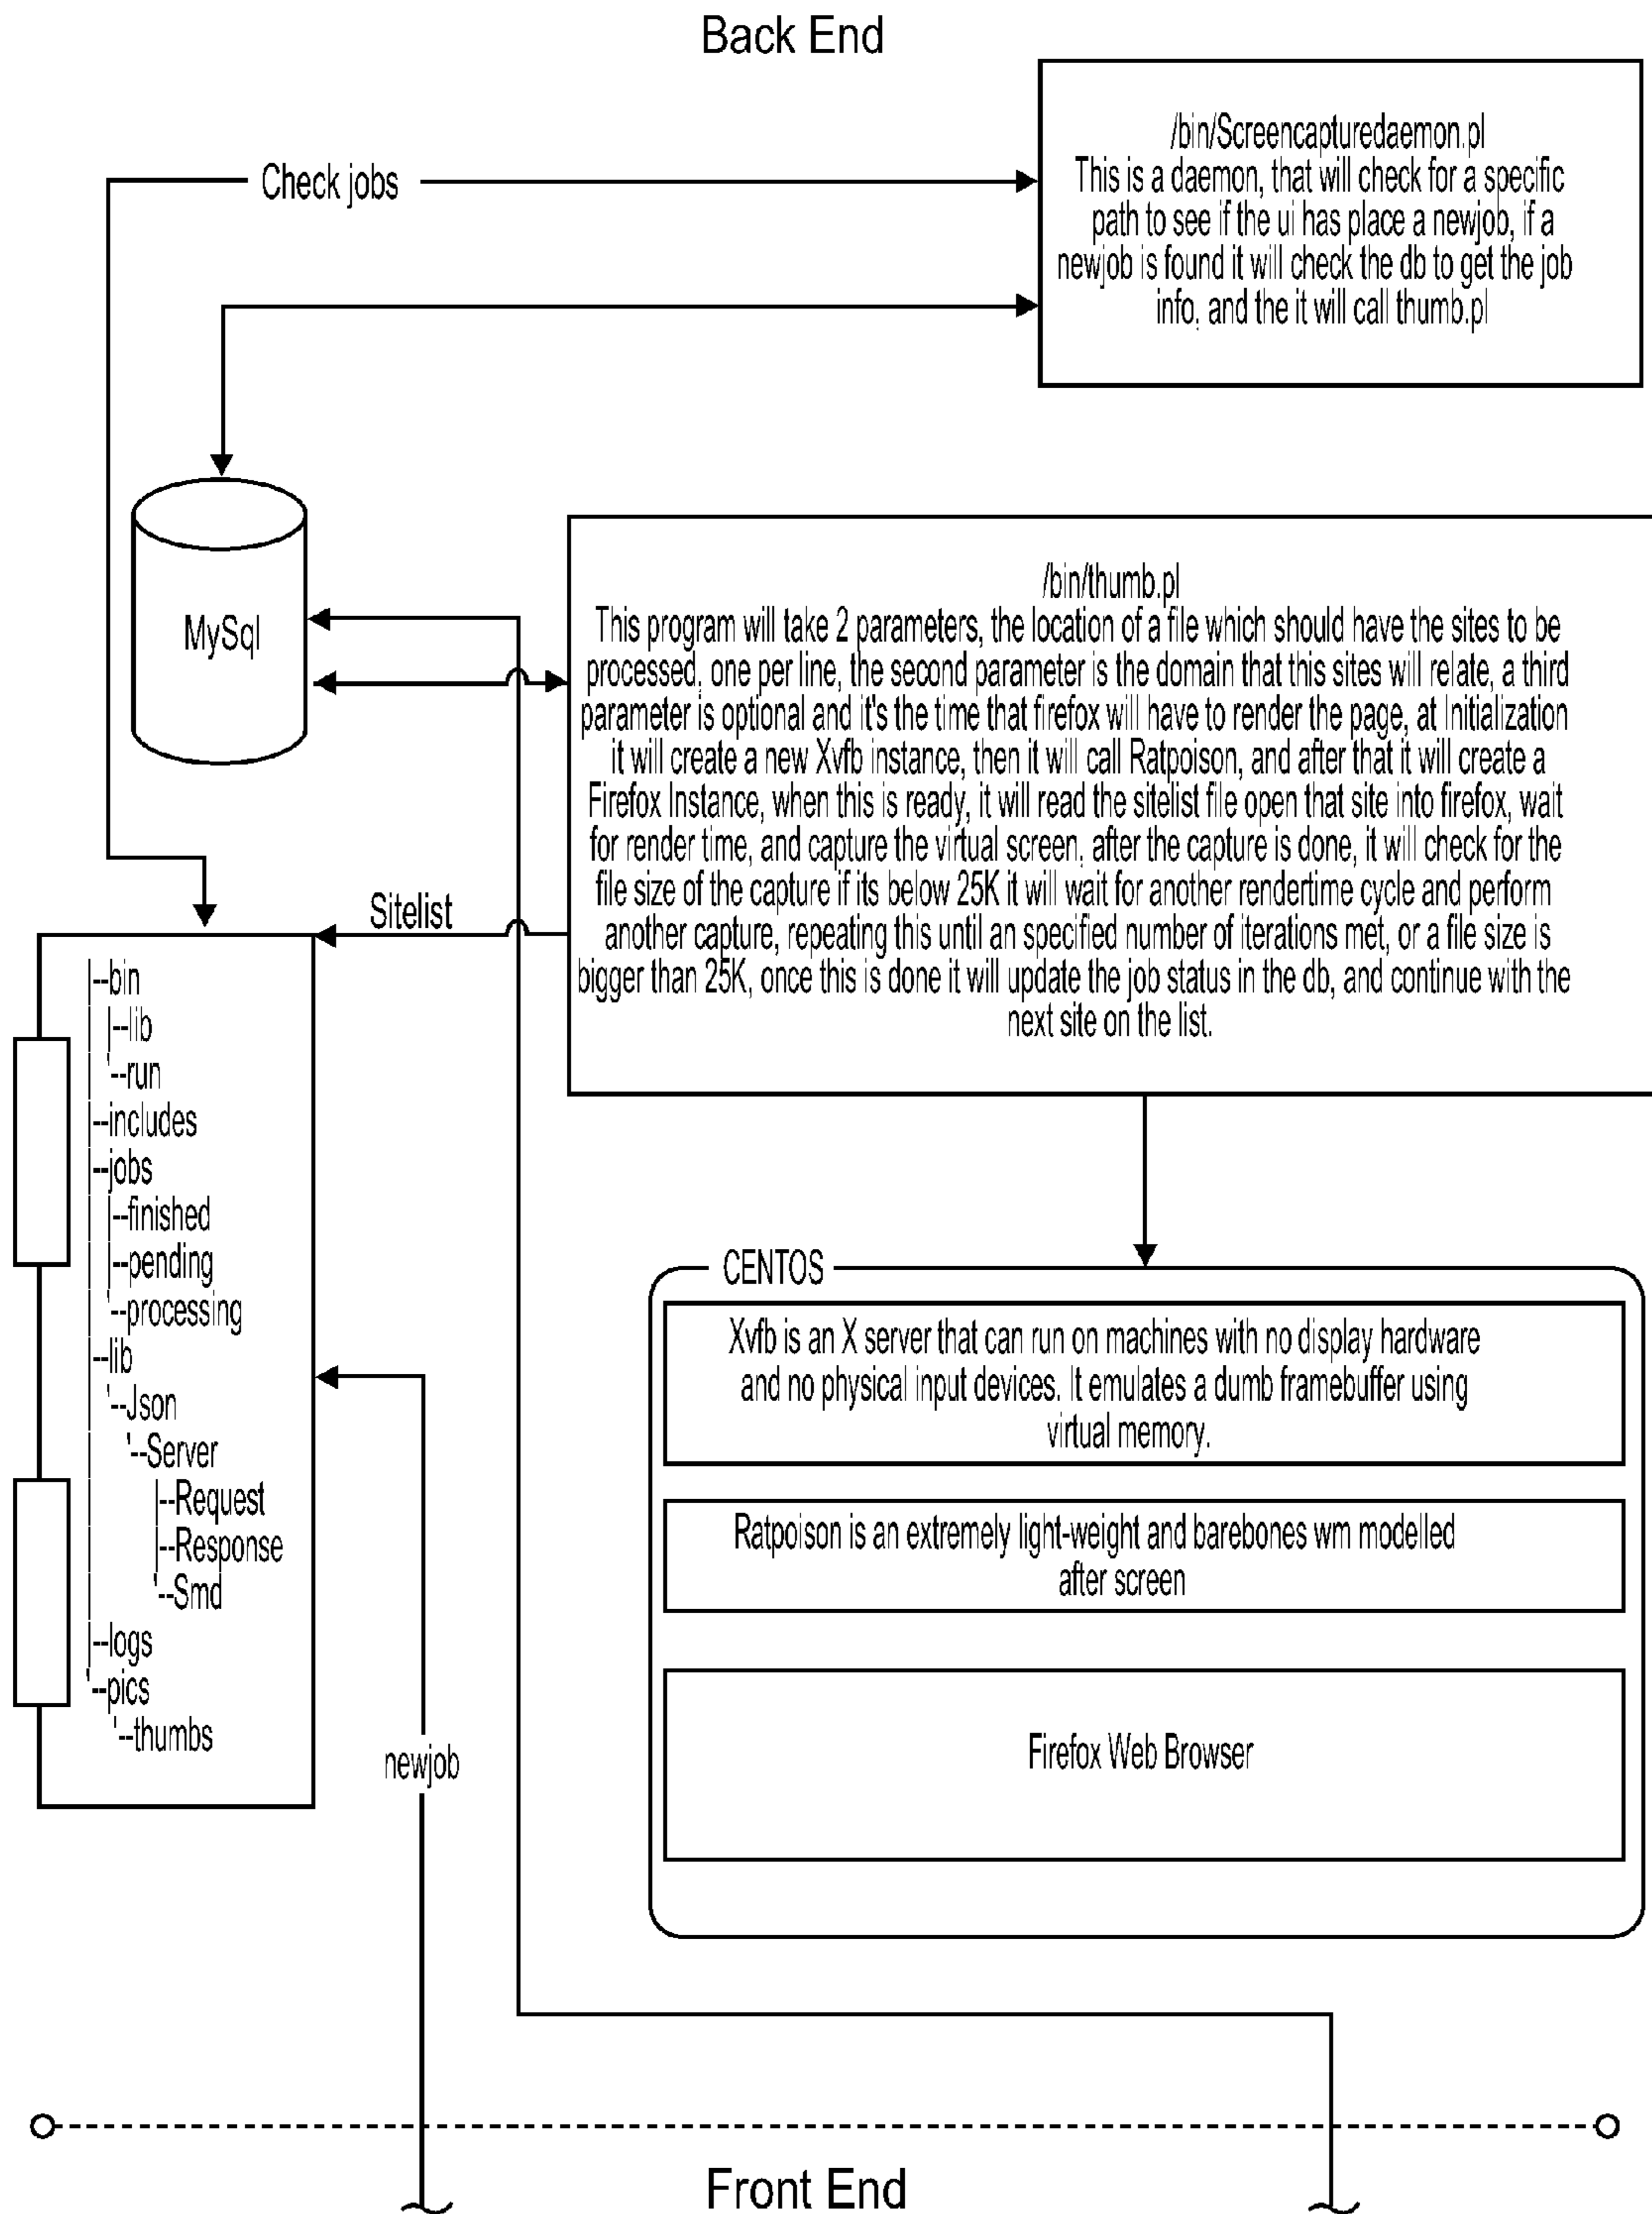 Back End
/bin/Screencapturedaemon.pl
This is a daemon, that will check for a specific
path to see if the ui has place a newjob, if a
newjob is found it will check the db to get the job
info, and the it will call thumb.pl
Check jobs
MySql
/bin/thumb.pl
This program will take 2 parameters, the location of a file which should have the sites to be
processed, one per line, the second parameter is the domain that this sites will relate, a third
parameter is optional and it's the time that firefox will have to render the page, at Initialization
it will create a new Xvfb instance, then it will call Ratpoison, and after that it will create a
Firefox Instance, when this is ready, it will read the sitelist file open that site into firefox, wait
for render time, and capture the virtual screen, after the capture is done, it will check for the
file size of the capture if its below 25K it will wait for another rendertime cycle and perform
another capture, repeating this until an specified number of iterations met, or a file size is
bigger than 25K, once this is done it will update the job status in the db, and continue with the
next site on the list.
Sitelist
|--bin
| |--lib
| '--run
|--includes
|--jobs
| |--finished
| |--pending
| '--processing
|--lib
| '--Json
| '--Server
| |--Request
| |--Response
| '--Smd
|--logs
'--pics
'--thumbs
newjob
CENTOS
Xvfb is an X server that can run on machines with no display hardware
and no physical input devices. It emulates a dumb framebuffer using
virtual memory.
Ratpoison is an extremely light-weight and barebones wm modelled
after screen
Firefox Web Browser
Front End